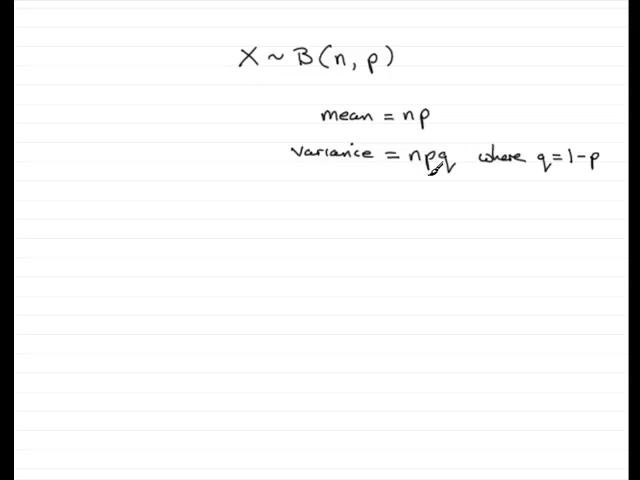 X ~ B(n, p)
mean = np
variance = npq where q = 1 - p